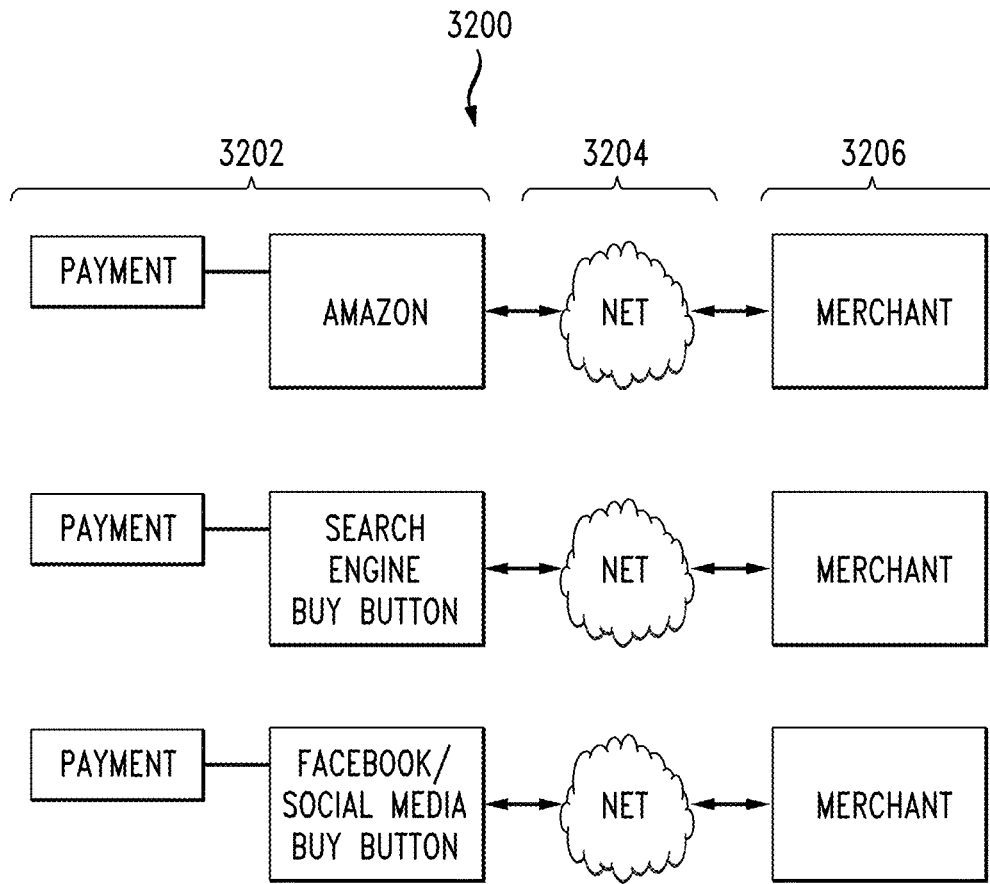 3200
3202
3204
3206
PAYMENT
AMAZON
NET
MERCHANT
PAYMENT
SEARCH
ENGINE
BUY BUTTON
NET
MERCHANT
PAYMENT
FACEBOOK/
SOCIAL MEDIA
BUY BUTTON
NET
MERCHANT